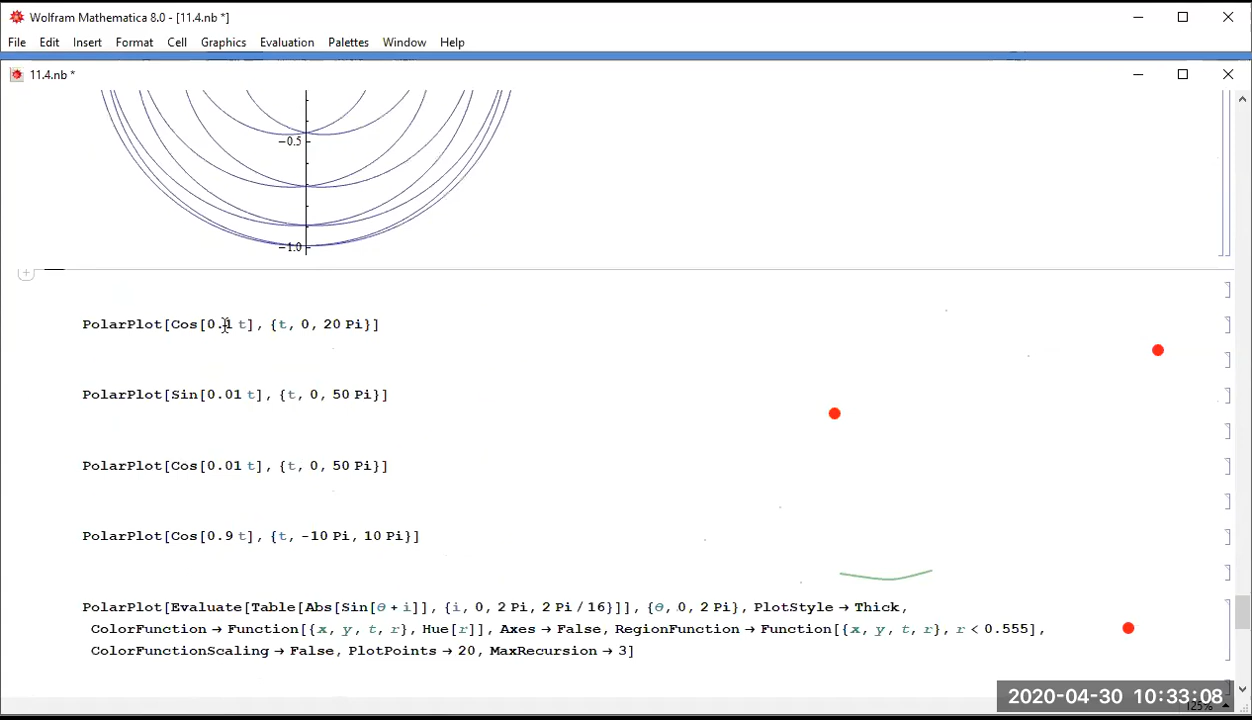 Wolfram Mathematica 8.0 - [11.4.nb *]
File Edit Insert Format Cell Graphics Evaluation Palettes Window Help
11.4.nb *
-0.5
-1.0
PolarPlot[Cos[0.1 t], {t, 0, 20 Pi}]
PolarPlot[Sin[0.01 t], {t, 0, 50 Pi}]
PolarPlot[Cos[0.01 t], {t, 0, 50 Pi}]
PolarPlot[Cos[0.9 t], {t, -10 Pi, 10 Pi}]
PolarPlot[Evaluate[Table[Abs[Sin[θ + i]], {i, 0, 2 Pi, 2 Pi / 16}]], {θ, 0, 2 Pi}, PlotStyle → Thick,
ColorFunction → Function[{x, y, t, r}, Hue[r]], Axes → False, RegionFunction → Function[{x, y, t, r}, r < 0.555],
ColorFunctionScaling → False, PlotPoints → 20, MaxRecursion → 3]
2020-04-30 10:33:08
125%